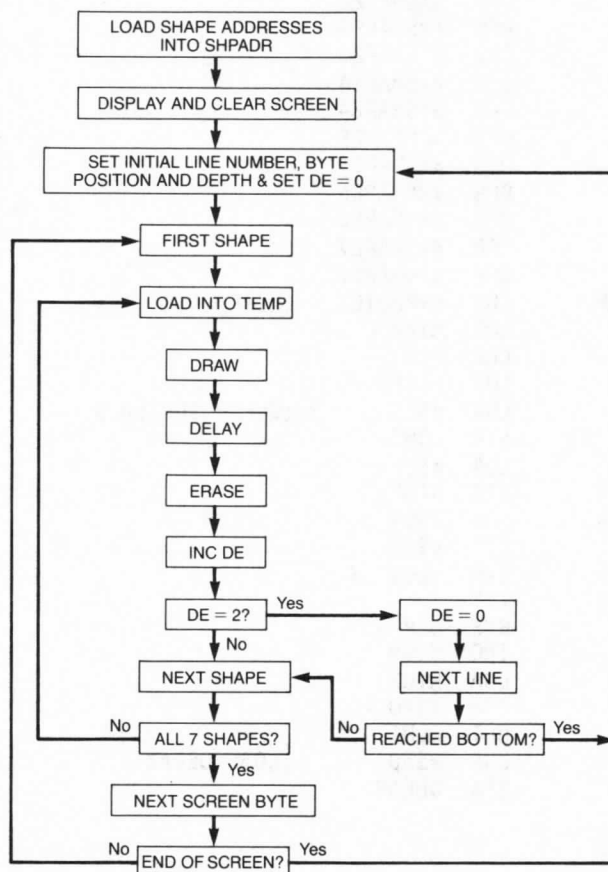 LOAD SHAPE ADDRESSES
INTO SHPADR
DISPLAY AND CLEAR SCREEN
SET INITIAL LINE NUMBER, BYTE
POSITION AND DEPTH & SET DE = 0
FIRST SHAPE
LOAD INTO TEMP
DRAW
DELAY
ERASE
INC DE
DE = 2?
Yes
DE = 0
No
NEXT SHAPE
NEXT LINE
No
ALL 7 SHAPES?
No
REACHED BOTTOM?
Yes
Yes
NEXT SCREEN BYTE
No
END OF SCREEN?
Yes